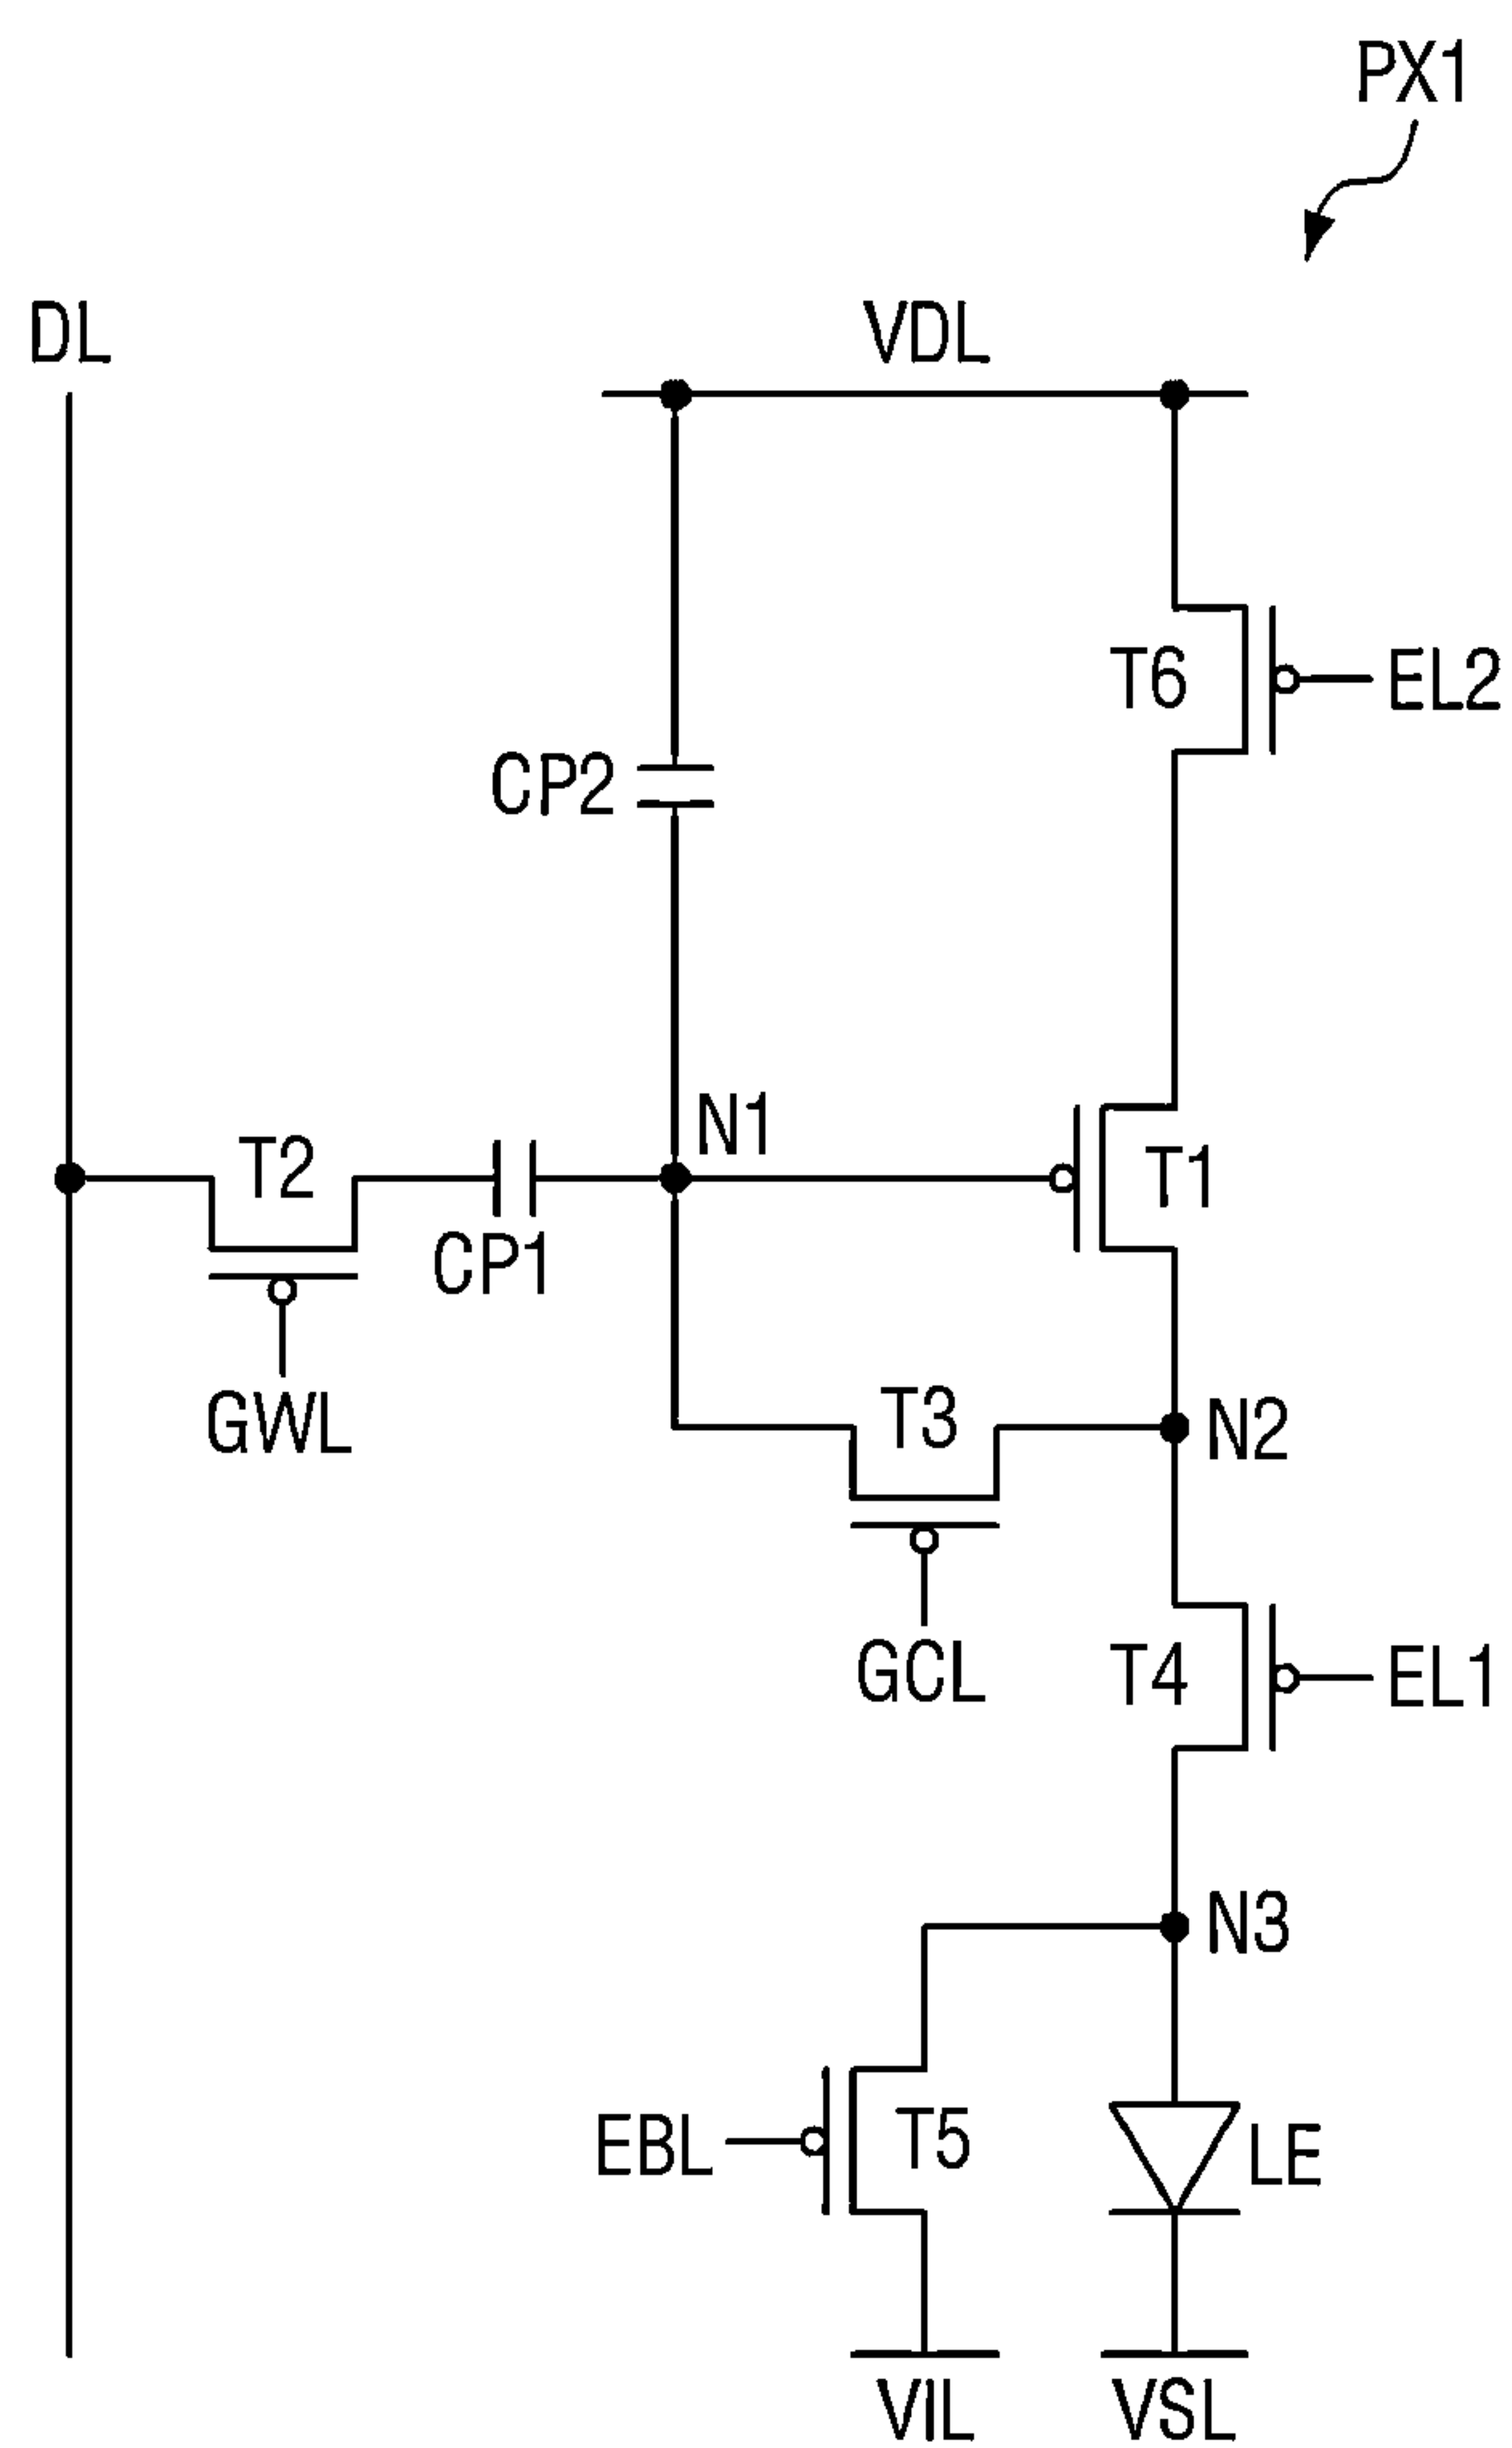 PX1
DL
VDL
T6
EL2
CP2
N1
T2
T1
CP1
T3
N2
GWL
GCL
T4
EL1
N3
EBL
T5
LE
VIL
VSL